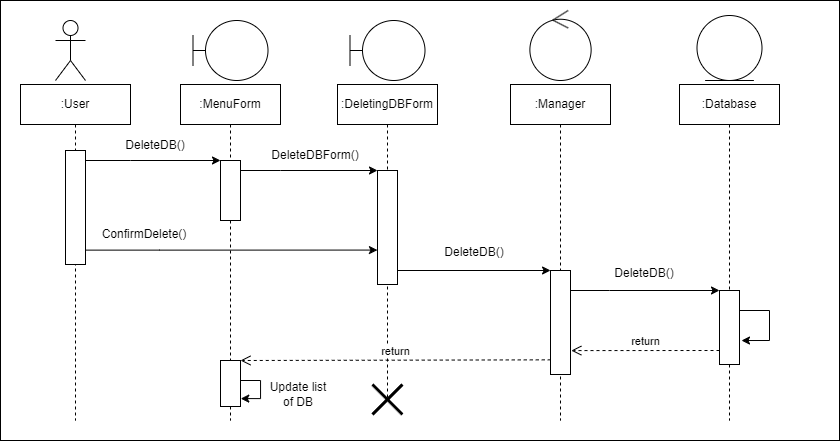 :User
:MenuForm
:DeletingDBForm
:Manager
:Database
DeleteDB()
DeleteDBForm()
ConfirmDelete()
DeleteDB()
DeleteDB()
return
return
Update list
of DB